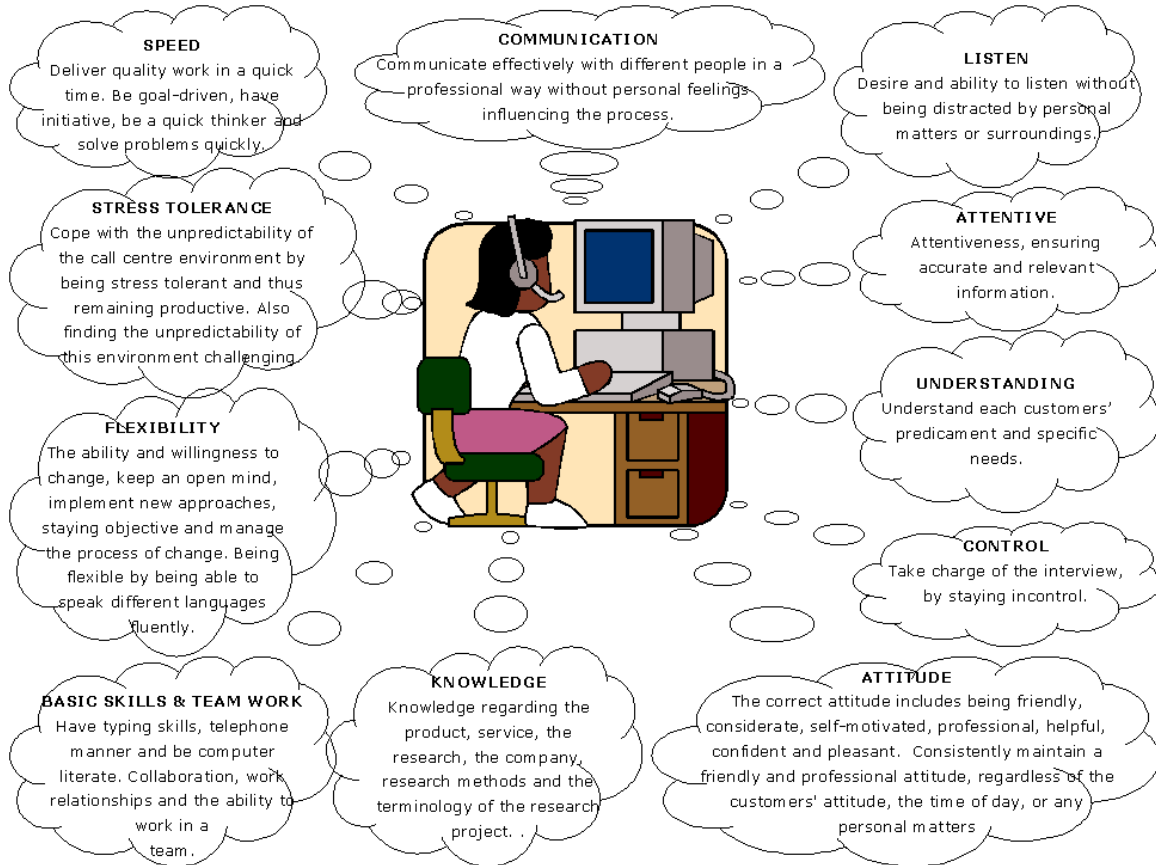 SPEED
Deliver quality work in a quick
time. Be goal-driven, have
initiative, be a quick thinker and
solve problems quickly.
COMMUNICATION
Communicate effectively with different people in a
professional way without personal feelings
influencing the process.
LISTEN
Desire and ability to listen without
being distracted by personal
matters or surroundings.
STRESS TOLERANCE
Cope with the unpredictability of
the call centre environment by
being stress tolerant and thus
remaining productive. Also
finding the unpredictability of
this environment challenging.
ATTENTIVE
Attentiveness, ensuring
accurate and relevant
information.
UNDERSTANDING
Understand each customers'
predicament and specific
needs.
FLEXIBILITY
The ability and willingness to
change, keep an open mind,
implement new approaches,
staying objective and manage
the process of change. Being
flexible by being able to
speak different languages
fluently.
CONTROL
Take charge of the interview,
by staying incontrol.
BASIC SKILLS & TEAM WORK
Have typing skills, telephone
manner and be computer
literate. Collaboration, work
relationships and the ability to
work in a
team.
KNOWLEDGE
Knowledge regarding the
product, service, the
research, the company,
research methods and the
terminology of the research
project. .
ATTITUDE
The correct attitude includes being friendly,
considerate, self-motivated, professional, helpful,
confident and pleasant.  Consistently maintain a
friendly and professional attitude, regardless of the
customers' attitude, the time of day, or any
personal matters